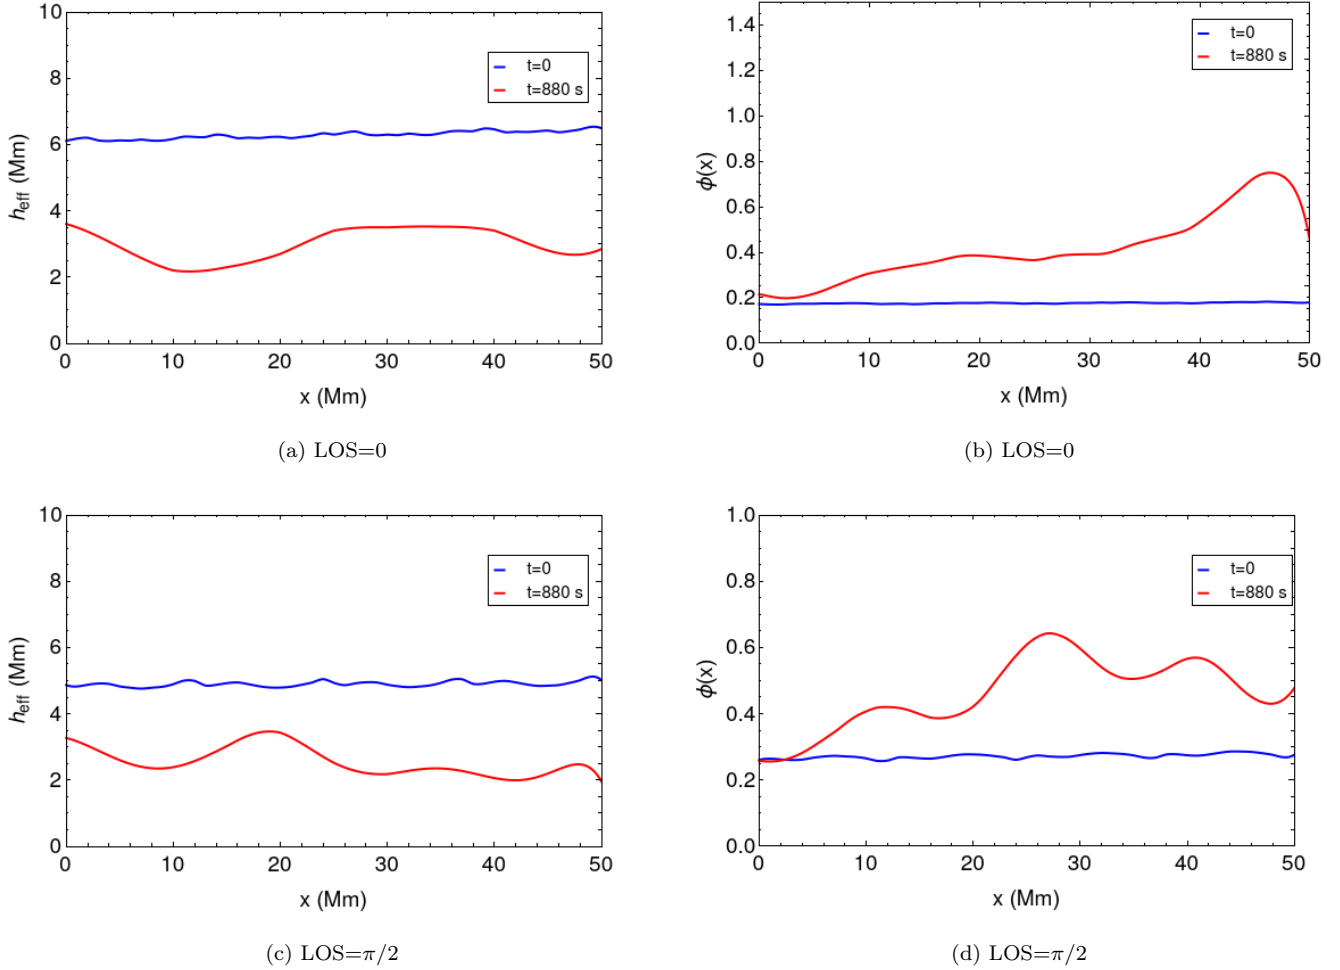 10
8
6
4
2
0
h_eff (Mm)
t=0
t=880 s
0 10 20 30 40 50
x (Mm)
(a) LOS=0
1.4
1.2
1.0
0.8
0.6
0.4
0.2
0.0
ϕ(x)
t=0
t=880 s
0 10 20 30 40 50
x (Mm)
(b) LOS=0
10
8
6
4
2
0
h_eff (Mm)
t=0
t=880 s
0 10 20 30 40 50
x (Mm)
(c) LOS=π/2
1.0
0.8
0.6
0.4
0.2
0.0
ϕ(x)
t=0
t=880 s
0 10 20 30 40 50
x (Mm)
(d) LOS=π/2